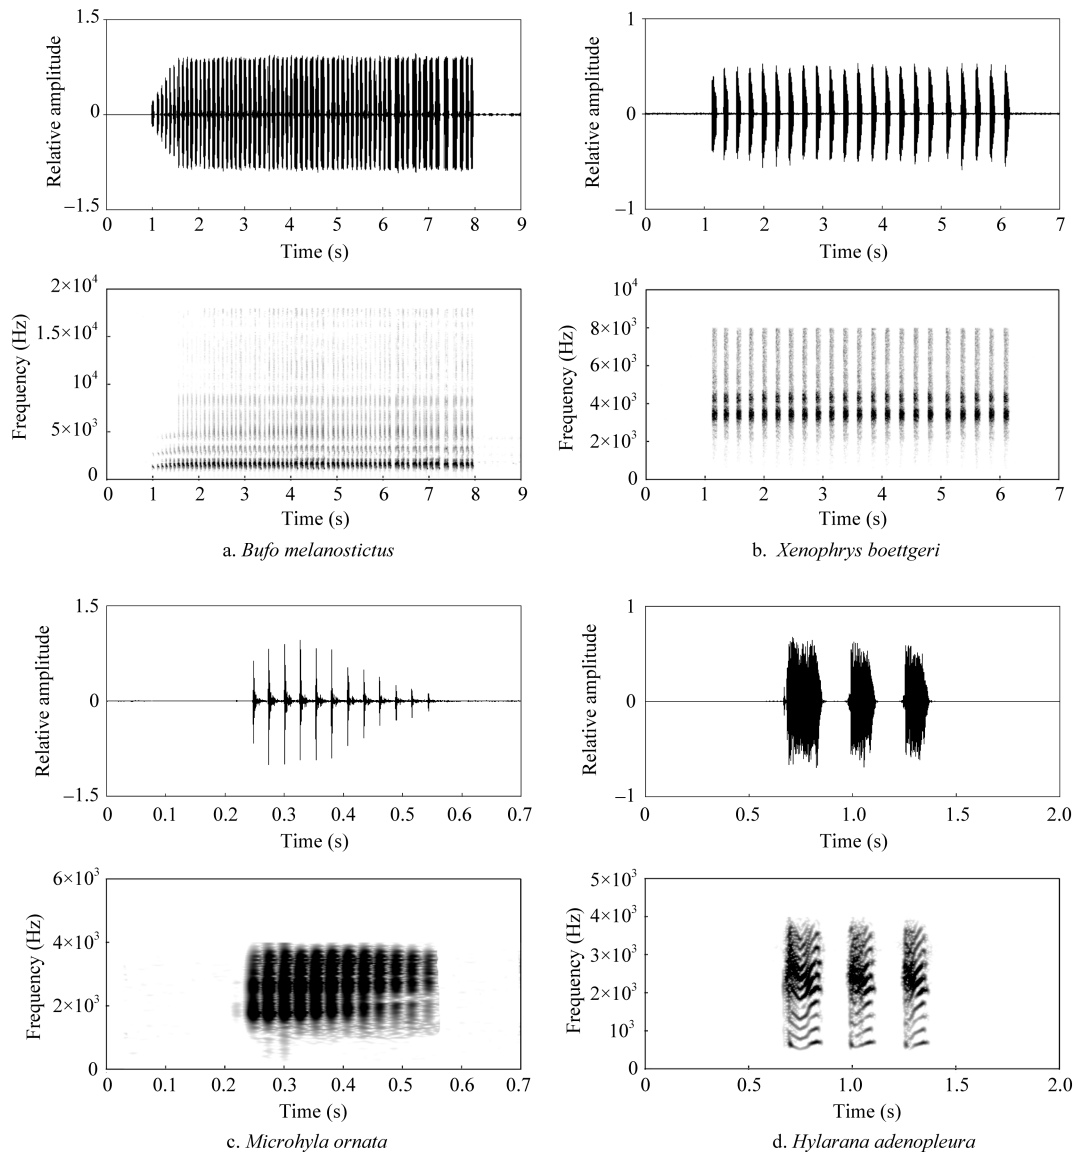 1.5
Relative amplitude
0
–1.5
0 1 2 3 4 5 6 7 8 9
Time (s)
2×10⁴
1.5×10⁴
Frequency (Hz)
10⁴
5×10³
0
0 1 2 3 4 5 6 7 8 9
Time (s)
a. Bufo melanostictus
1
Relative amplitude
0
–1
0 1 2 3 4 5 6 7
Time (s)
10⁴
8×10³
Frequency (Hz)
6×10³
4×10³
2×10³
0
0 1 2 3 4 5 6 7
Time (s)
b. Xenophrys boettgeri
1.5
Relative amplitude
0
–1.5
0 0.1 0.2 0.3 0.4 0.5 0.6 0.7
Time (s)
6×10³
Frequency (Hz)
4×10³
2×10³
0
0 0.1 0.2 0.3 0.4 0.5 0.6 0.7
Time (s)
c. Microhyla ornata
1
Relative amplitude
0
–1
0 0.5 1.0 1.5 2.0
Time (s)
5×10³
4×10³
Frequency (Hz)
3×10³
2×10³
10³
0
0 0.5 1.0 1.5 2.0
Time (s)
d. Hylarana adenopleura